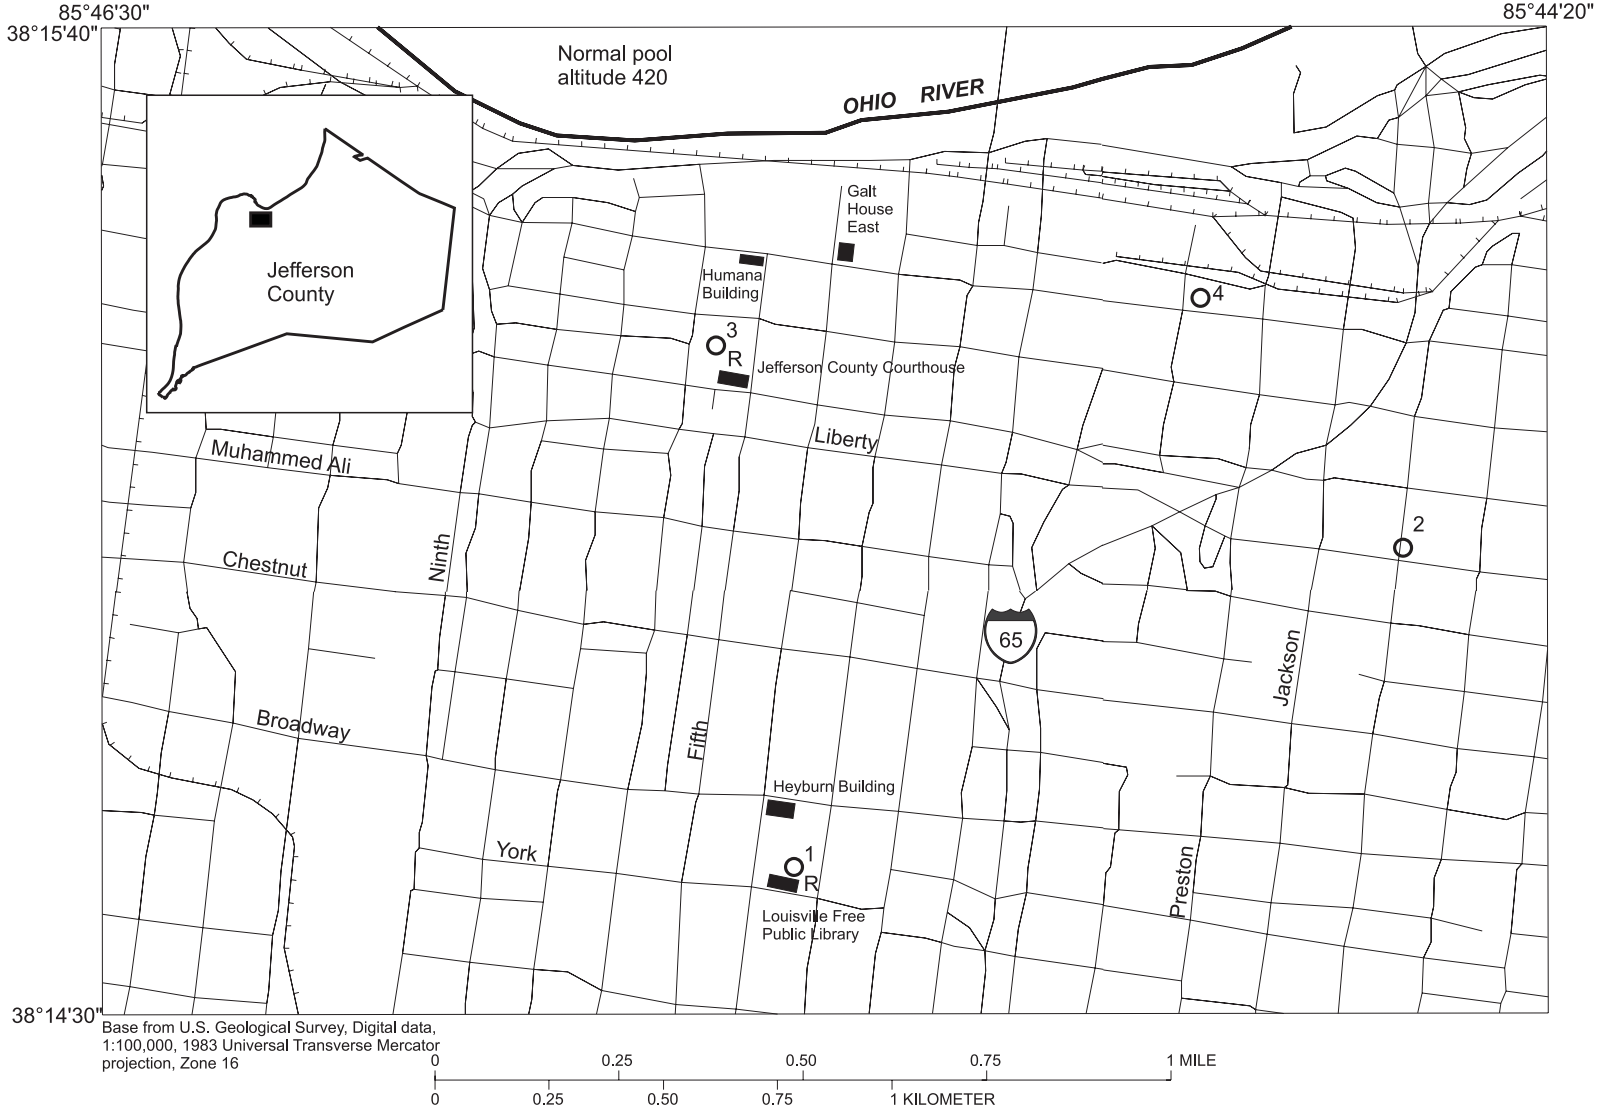 85°46'30"
85°44'20"
38°15'40"
Normal pool
altitude 420
OHIO RIVER
Galt
House
East
Jefferson
County
Humana
Building
4
3
R
Jefferson County Courthouse
Liberty
Muhammed Ali
2
Chestnut
Ninth
65
Jackson
Broadway
Fifth
Heyburn Building
York
1
R
Preston
Louisville Free
Public Library
38°14'30"
Base from U.S. Geological Survey, Digital data,
1:100,000, 1983 Universal Transverse Mercator
projection, Zone 16
0 0.25 0.50 0.75 1 MILE
0 0.25 0.50 0.75 1 KILOMETER